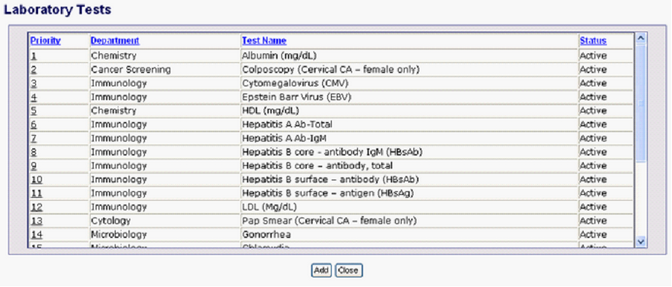 Laboratory Tests
Priority Department Test Name Status
1 Chemistry Albumin (mg/dL) Active
2 Cancer Screening Colposcopy (Cervical CA – female only) Active
3 Immunology Cytomegalovirus (CMV) Active
4 Immunology Epstein Barr Virus (EBV) Active
5 Chemistry HDL (mg/dL) Active
6 Immunology Hepatitis A Ab-Total Active
7 Immunology Hepatitis A Ab-IgM Active
8 Immunology Hepatitis B core - antibody IgM (HBsAb) Active
9 Immunology Hepatitis B core – antibody, total Active
10 Immunology Hepatitis B surface – antibody (HBsAb) Active
11 Immunology Hepatitis B surface – antigen (HBsAg) Active
12 Immunology LDL (Mg/dL) Active
13 Cytology Pap Smear (Cervical CA – female only) Active
14 Microbiology Gonorrhea Active
15 Microbiology Chlamydia Active
Add Close